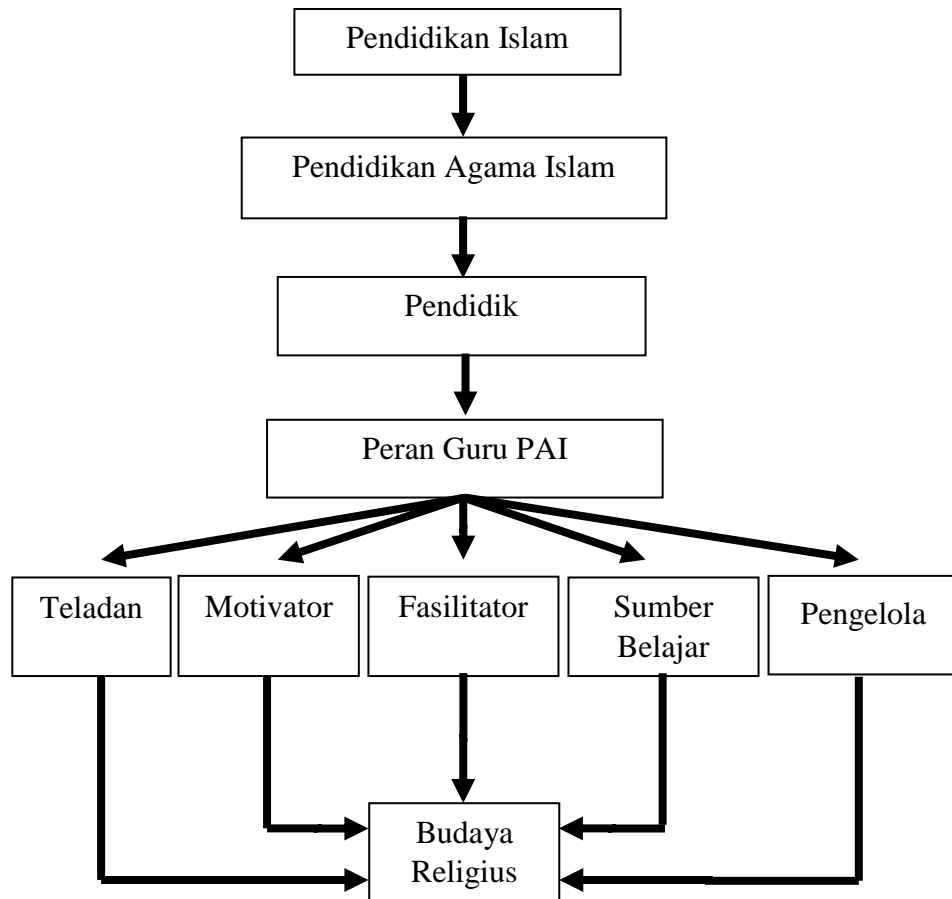 Pendidikan Islam
Pendidikan Agama Islam
Pendidik
Peran Guru PAI
Teladan
Motivator
Fasilitator
Sumber
Belajar
Pengelola
Budaya
Religius